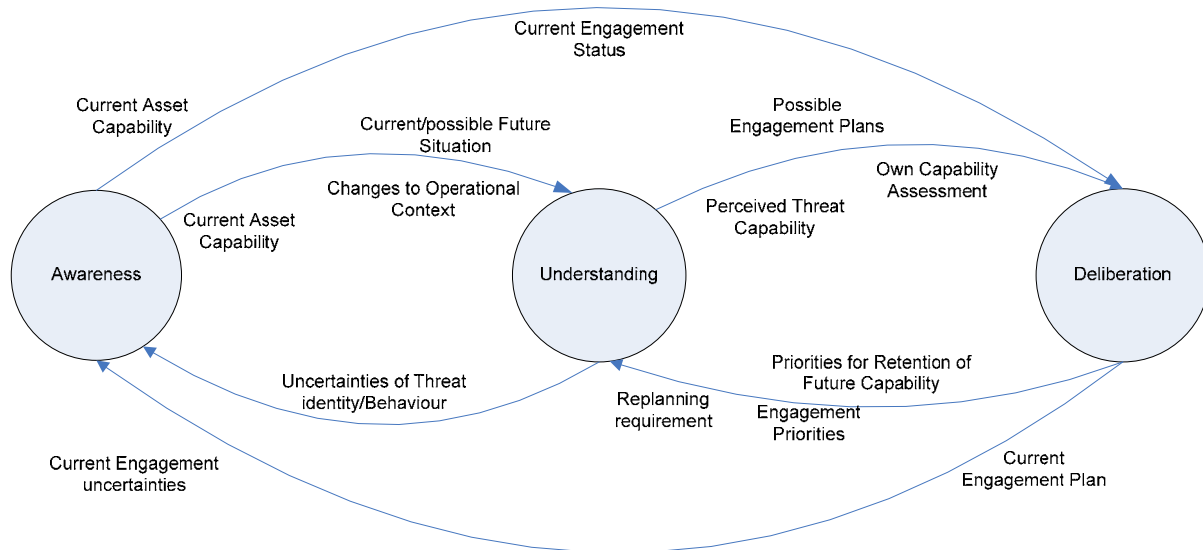 Current Engagement
Status
Current Asset
Capability
Current/possible Future
Situation
Possible
Engagement Plans
Changes to Operational
Context
Own Capability
Assessment
Current Asset
Capability
Perceived Threat
Capability
Awareness
Understanding
Deliberation
Uncertainties of Threat
identity/Behaviour
Replanning
requirement
Priorities for Retention of
Future Capability
Engagement
Priorities
Current Engagement
uncertainties
Current
Engagement Plan